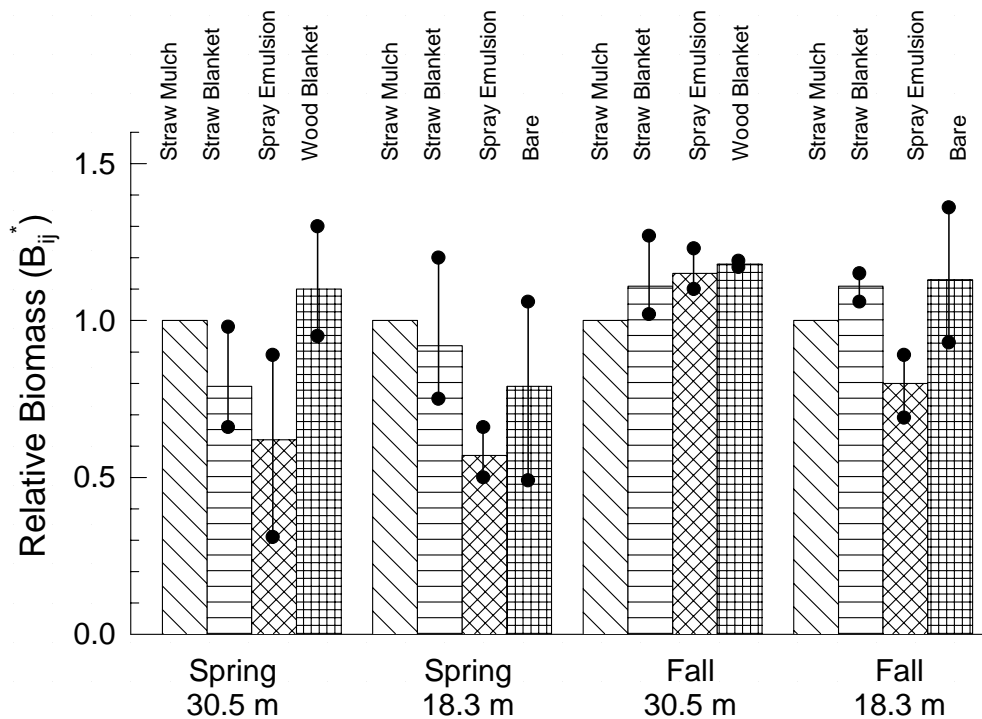 Straw Mulch
Straw Blanket
Spray Emulsion
Wood Blanket
Straw Mulch
Straw Blanket
Spray Emulsion
Bare
Straw Mulch
Straw Blanket
Spray Emulsion
Wood Blanket
Straw Mulch
Straw Blanket
Spray Emulsion
Bare
Relative Biomass (B_ij^*)
1.5
1.0
0.5
0.0
Spring
30.5 m
Spring
18.3 m
Fall
30.5 m
Fall
18.3 m